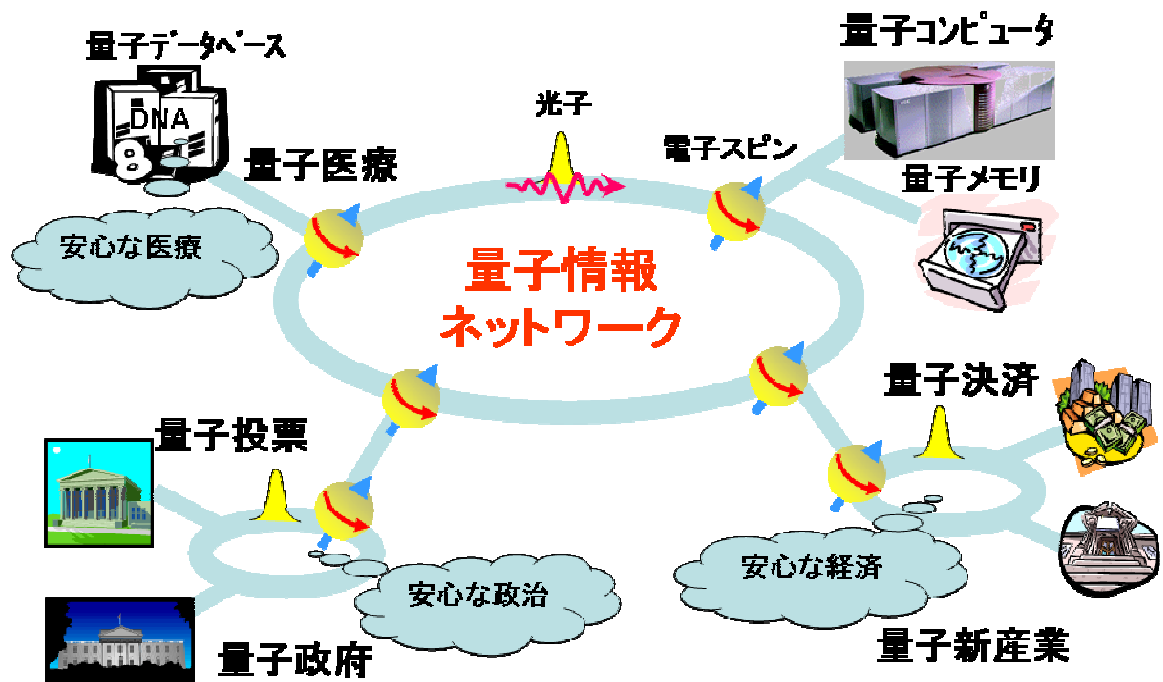 量子データベース
量子コンピュータ
DNA
光子
電子スピン
量子医療
量子メモリ
安心な医療
量子情報
ネットワーク
量子決済
量子投票
安心な政治
安心な経済
量子政府
量子新産業